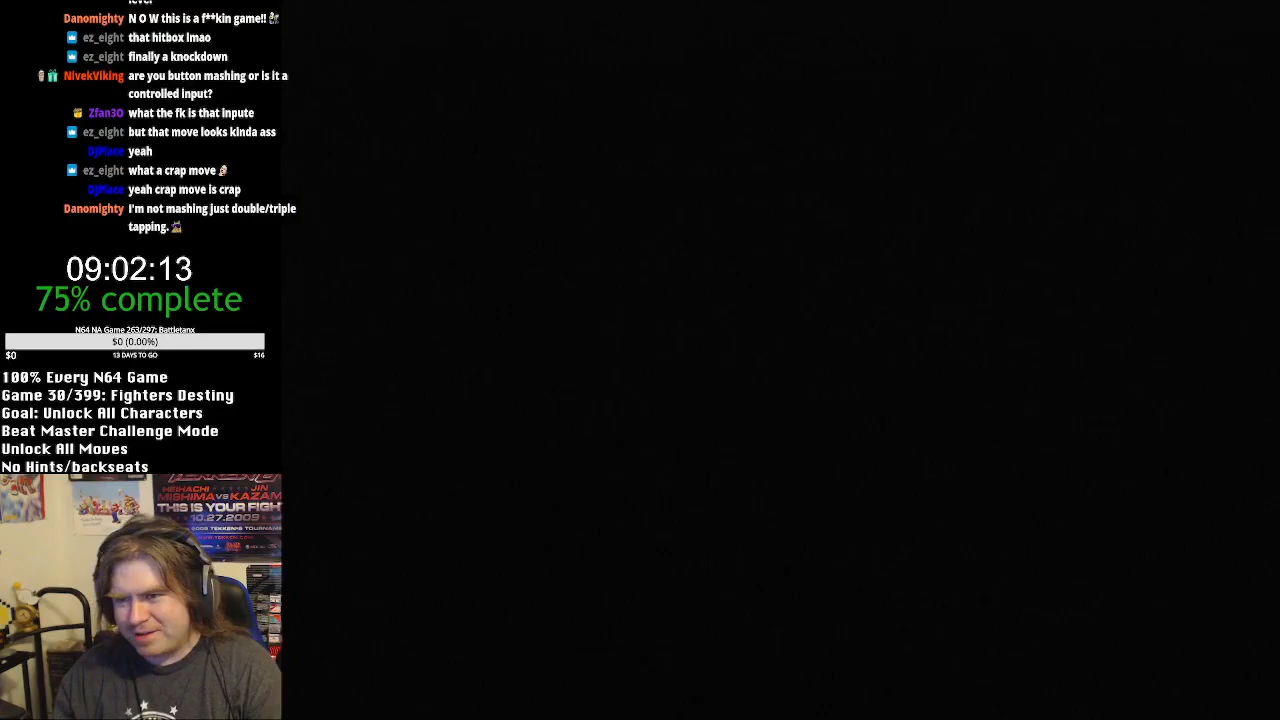 Danomighty N O W this is a f**kin game!!
ez_eight that hitbox lmao
ez_eight finally a knockdown
NivekViking are you button mashing or is it a
controlled input?
Zfan30 what the fk is that inpute
ez_eight but that move looks kinda ass
DJPlace yeah
ez_eight what a crap move
DJPlace yeah crap move is crap
Danomighty I'm not mashing just double/triple
tapping.
09:02:13
75% complete
N64 NA Game 263/297: Battletanx
$0 (0.00%)
$0 13 DAYS TO GO $16
100% Every N64 Game
Game 30/399: Fighters Destiny
Goal: Unlock All Characters
Beat Master Challenge Mode
Unlock All Moves
No Hints/backseats
HEIHACHI JIN
MISHIMA VS KAZAM
THIS IS YOUR FIGH
10.27.2009